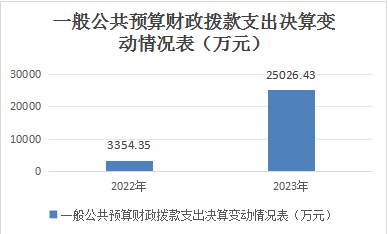 一般公共预算财政拨款支出决算变
动情况表（万元）
30000
20000
10000
0
3354.35
25026.43
2022年
2023年
一般公共预算财政拨款支出决算变动情况表（万元）